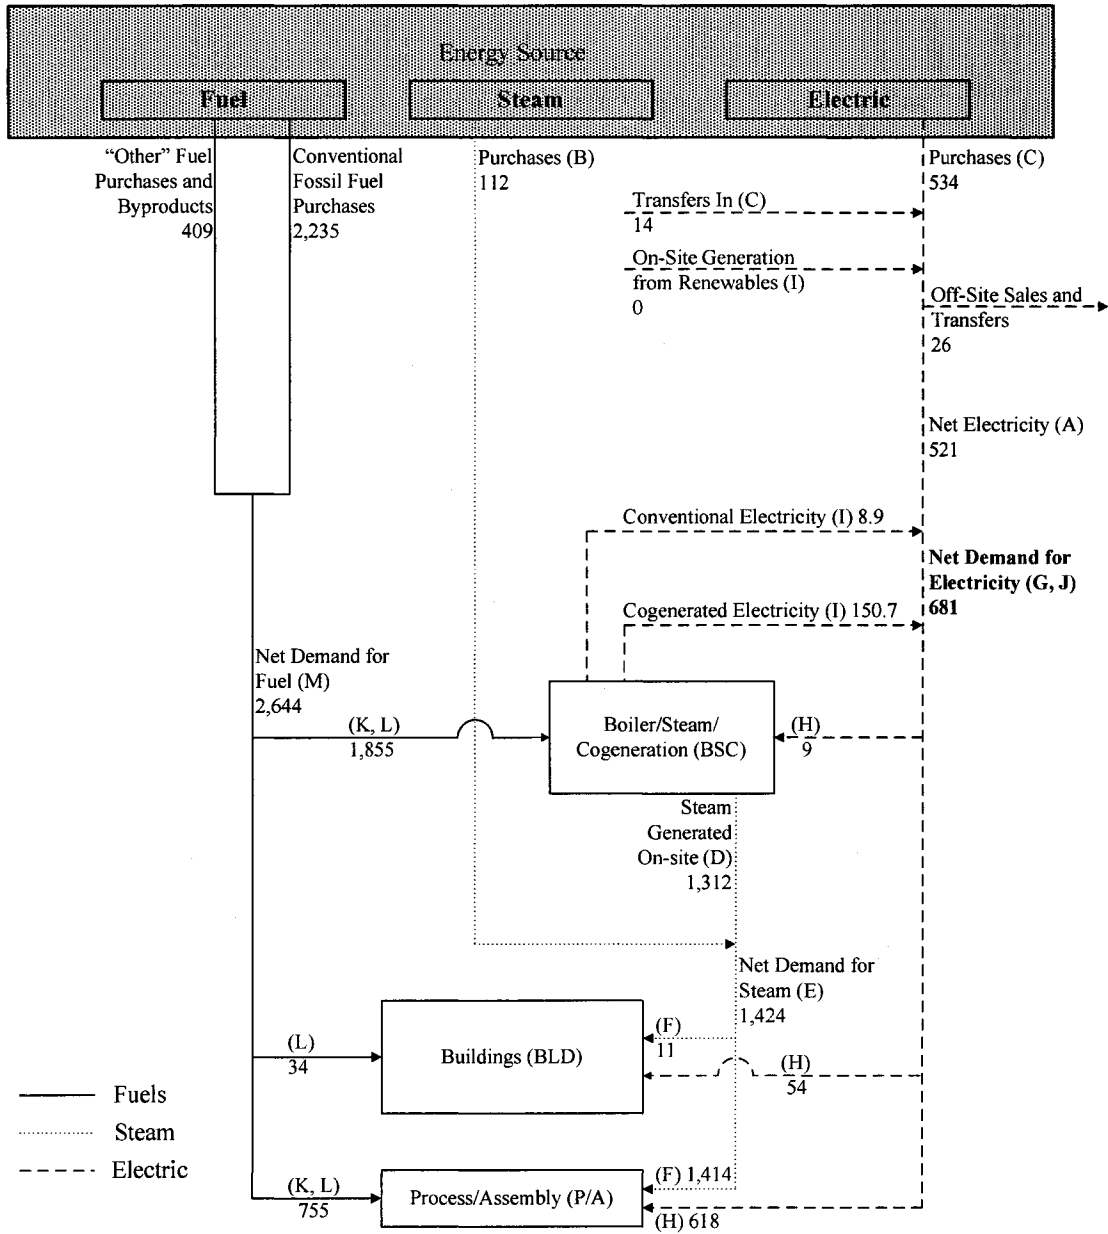 Energy Source
Fuel
Steam
Electric
"Other" Fuel
Purchases and
Byproducts
409
Conventional
Fossil Fuel
Purchases
2,235
Purchases (B)
112
Purchases (C)
534
Transfers In (C)
14
On-Site Generation
from Renewables (I)
0
Off-Site Sales and
Transfers
26
Net Electricity (A)
521
Conventional Electricity (I) 8.9
Net Demand for
Electricity (G, J)
681
Cogenerated Electricity (I) 150.7
Net Demand for
Fuel (M)
2,644
(K, L)
1,855
Boiler/Steam/
Cogeneration (BSC)
(H)
9
Steam
Generated
On-site (D)
1,312
Net Demand for
Steam (E)
1,424
(L)
34
Buildings (BLD)
(F)
11
(H)
54
Fuels
Steam
Electric
(K, L)
755
Process/Assembly (P/A)
(F) 1,414
(H) 618